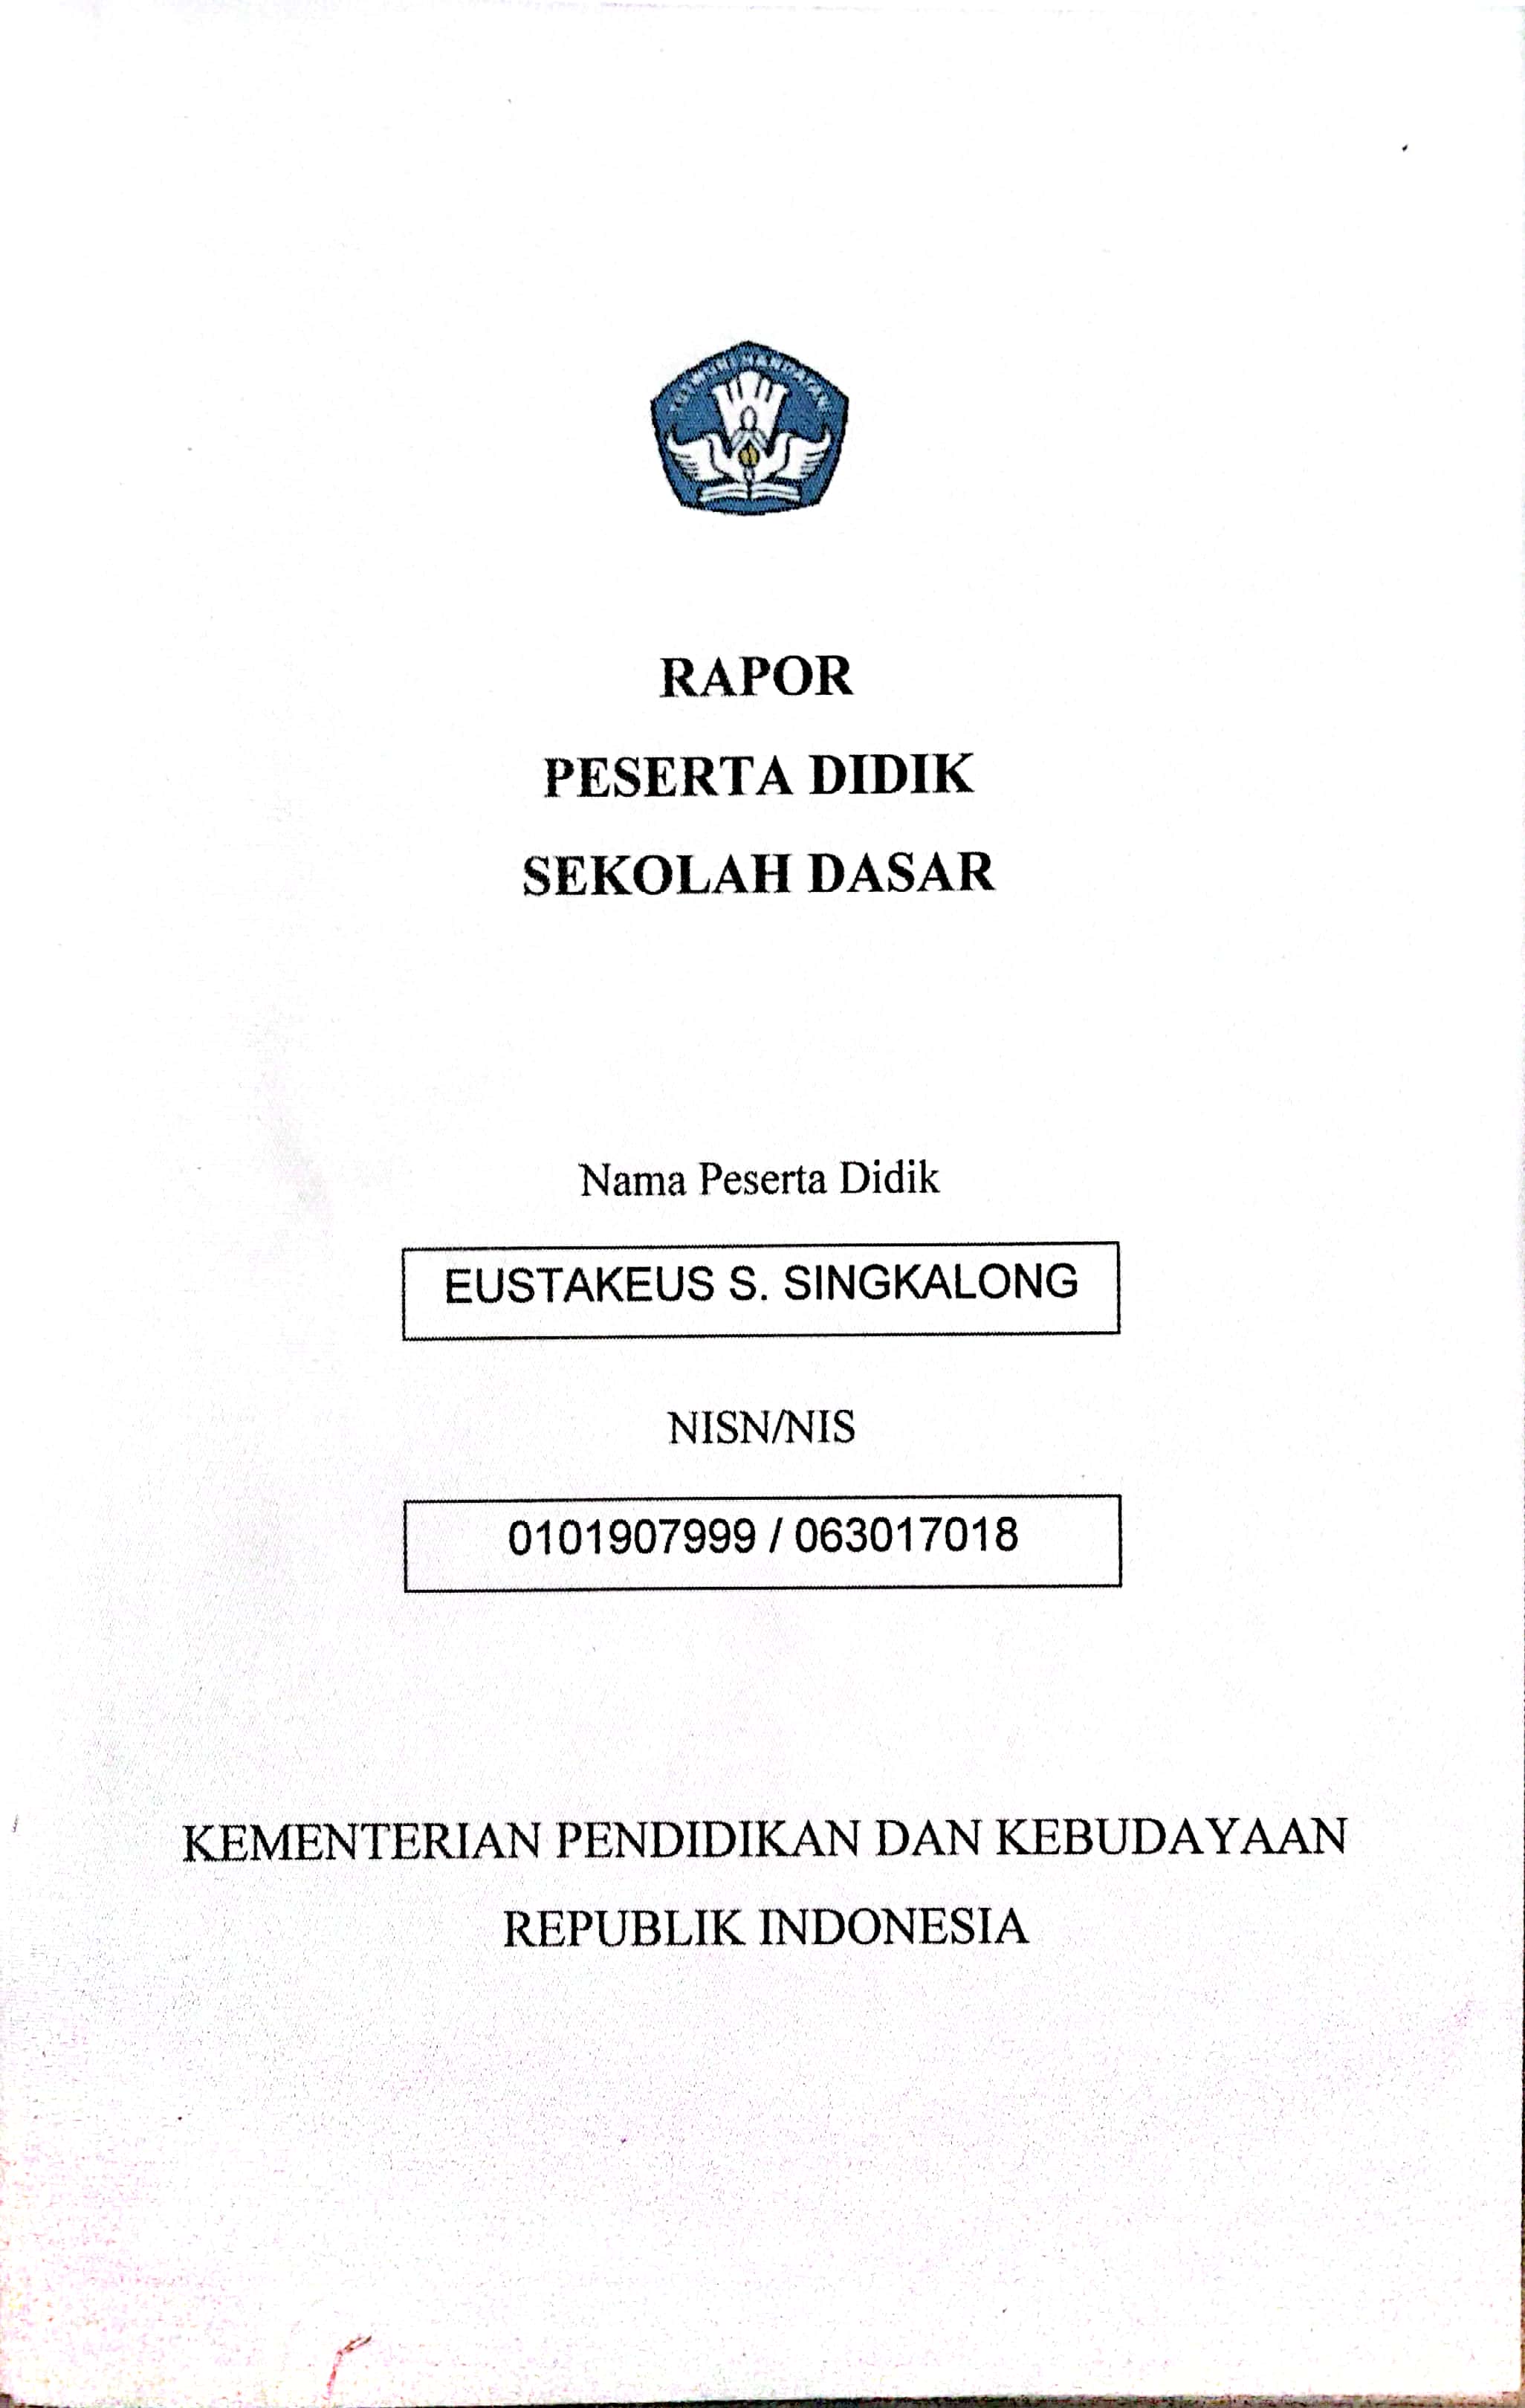 TUT WURI HANDAYANI
RAPOR
PESERTA DIDIK
SEKOLAH DASAR
Nama Peserta Didik
EUSTAKEUS S. SINGKALONG
NISN/NIS
0101907999 / 063017018
KEMENTERIAN PENDIDIKAN DAN KEBUDAYAAN
REPUBLIK INDONESIA